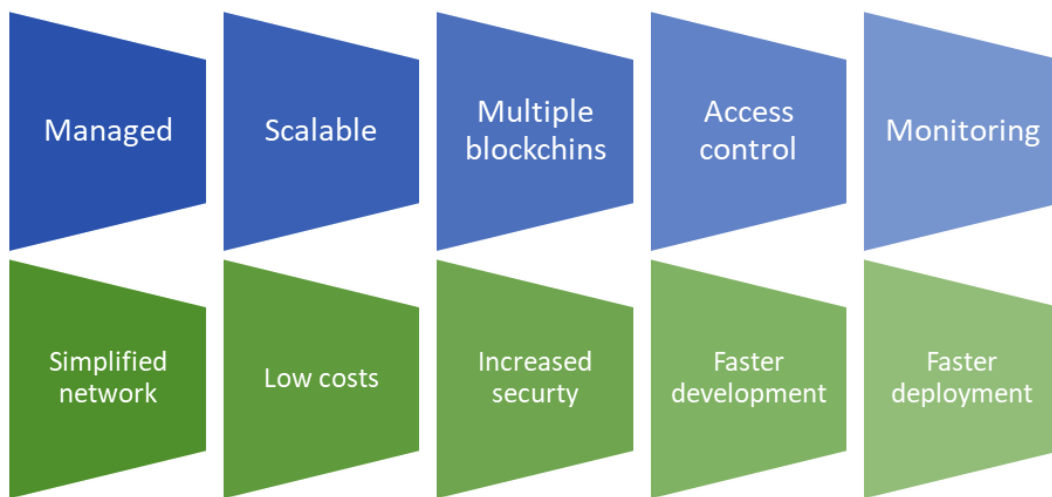 Managed
Scalable
Multiple
blockchins
Access
control
Monitoring
Simplified
network
Low costs
Increased
securty
Faster
development
Faster
deployment